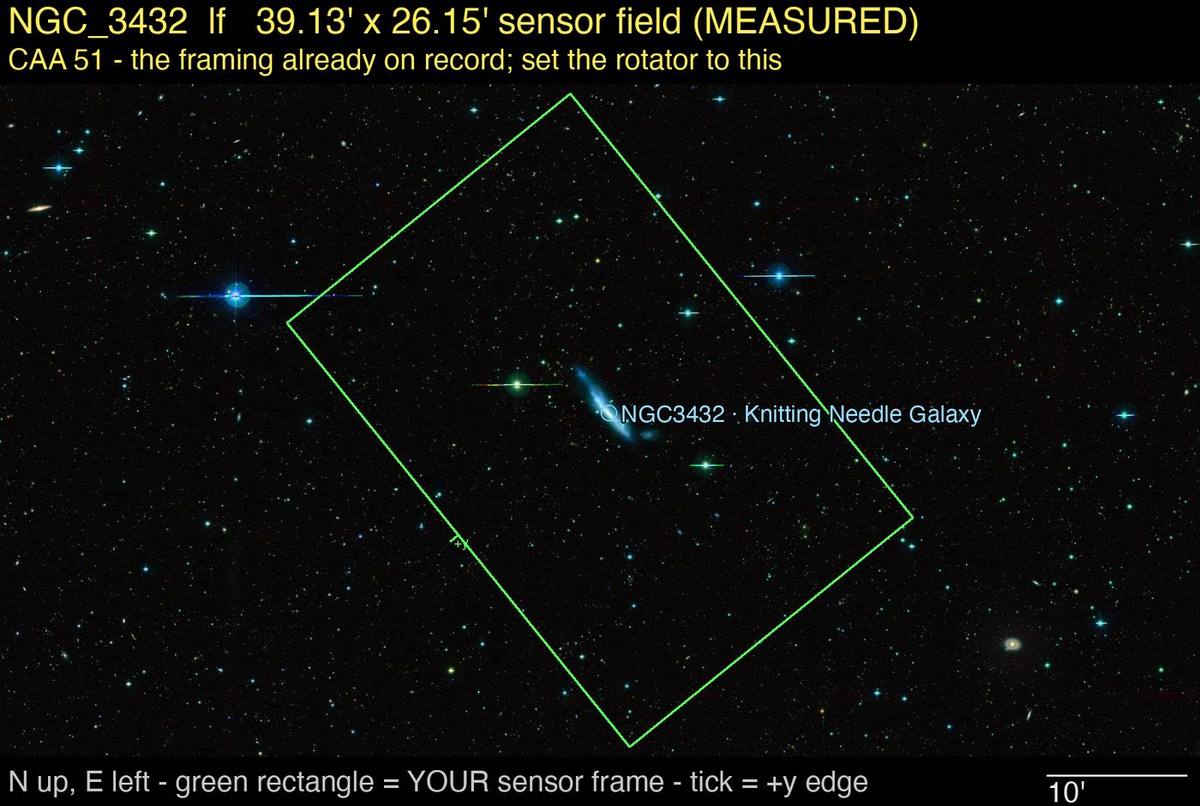 NGC_3432 lf 39.13' x 26.15' sensor field (MEASURED)
CAA 51 - the framing already on record; set the rotator to this
NGC3432 · Knitting Needle Galaxy
+y
N up, E left - green rectangle = YOUR sensor frame - tick = +y edge
10'